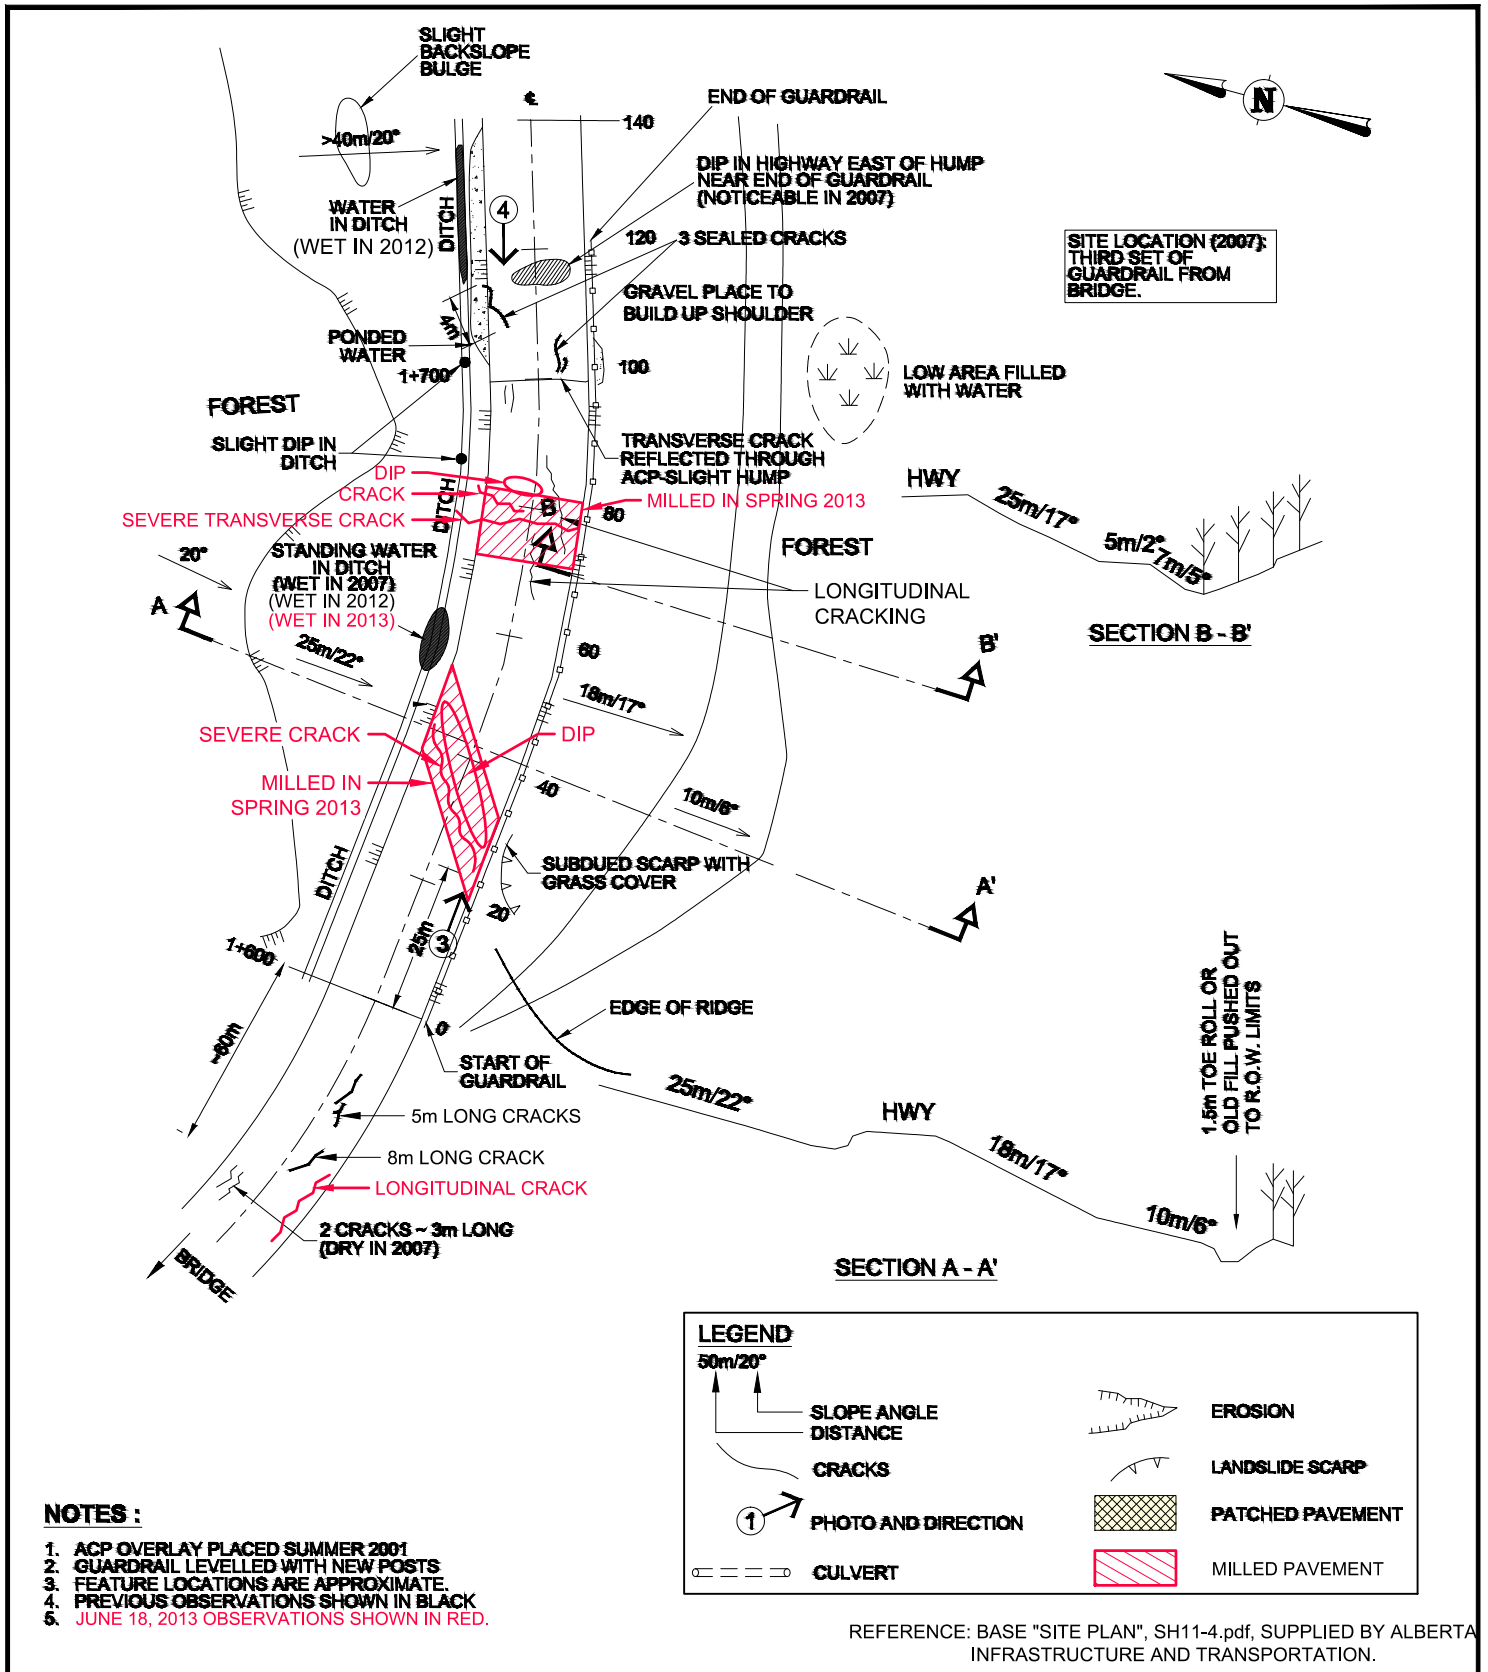 SLIGHT
BACKSLOPE
BULGE
℄
END OF GUARDRAIL
N
140
>40m/20°
DIP IN HIGHWAY EAST OF HUMP
NEAR END OF GUARDRAIL
(NOTICEABLE IN 2007)
WATER
IN DITCH
(WET IN 2012)
DITCH
4
120
3 SEALED CRACKS
SITE LOCATION (2007):
THIRD SET OF
GUARDRAIL FROM
BRIDGE.
GRAVEL PLACE TO
BUILD UP SHOULDER
4m
PONDED
WATER
1+700
100
LOW AREA FILLED
WITH WATER
FOREST
SLIGHT DIP IN
DITCH
TRANSVERSE CRACK
REFLECTED THROUGH
ACP-SLIGHT HUMP
DIP
CRACK
SEVERE TRANSVERSE CRACK
DITCH
B
80
MILLED IN SPRING 2013
HWY
25m/17°
5m/2°
7m/5°
SECTION B - B'
FOREST
20°
STANDING WATER
IN DITCH
(WET IN 2007)
(WET IN 2012)
(WET IN 2013)
LONGITUDINAL
CRACKING
A
25m/22°
60
B'
18m/17°
SEVERE CRACK
DIP
MILLED IN
SPRING 2013
40
10m/6°
DITCH
SUBDUED SCARP WITH
GRASS COVER
A'
20
25m
3
1+600
0
~60m
EDGE OF RIDGE
START OF
GUARDRAIL
1.5m TOE ROLL OR
OLD FILL PUSHED OUT
TO R.O.W. LIMITS
25m/22°
HWY
18m/17°
10m/6°
5m LONG CRACKS
8m LONG CRACK
LONGITUDINAL CRACK
2 CRACKS ~ 3m LONG
(DRY IN 2007)
BRIDGE
SECTION A - A'
LEGEND
50m/20°
SLOPE ANGLE
DISTANCE
CRACKS
1
PHOTO AND DIRECTION
CULVERT
EROSION
LANDSLIDE SCARP
PATCHED PAVEMENT
MILLED PAVEMENT
NOTES :
1. ACP OVERLAY PLACED SUMMER 2001
2. GUARDRAIL LEVELLED WITH NEW POSTS
3. FEATURE LOCATIONS ARE APPROXIMATE.
4. PREVIOUS OBSERVATIONS SHOWN IN BLACK
5. JUNE 18, 2013 OBSERVATIONS SHOWN IN RED.
REFERENCE: BASE "SITE PLAN", SH11-4.pdf, SUPPLIED BY ALBERTA
INFRASTRUCTURE AND TRANSPORTATION.